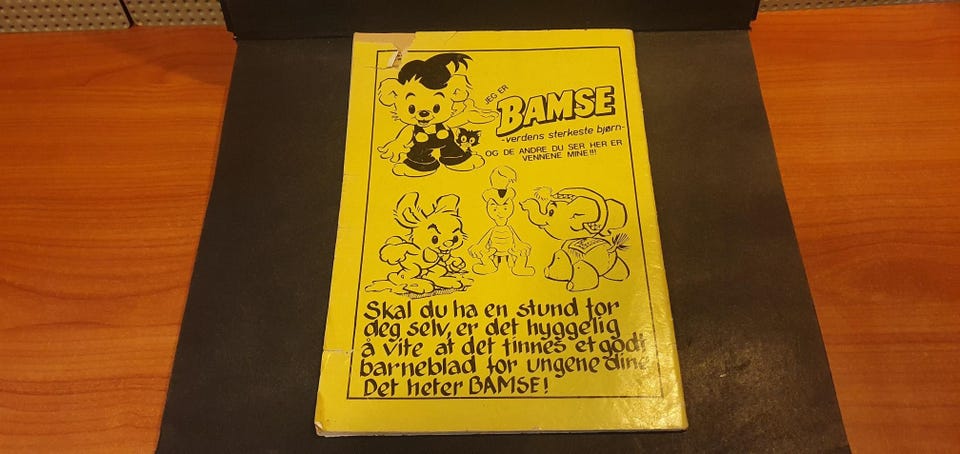 JEG ER
BAMSE
-verdens sterkeste bjørn-
OG DE ANDRE DU SER HER ER
VENNENE MINE!!!
Skal du ha en stund for
deg selv, er det hyggelig
å vite at det finnes et godt
barneblad for ungene dine
Det heter BAMSE!